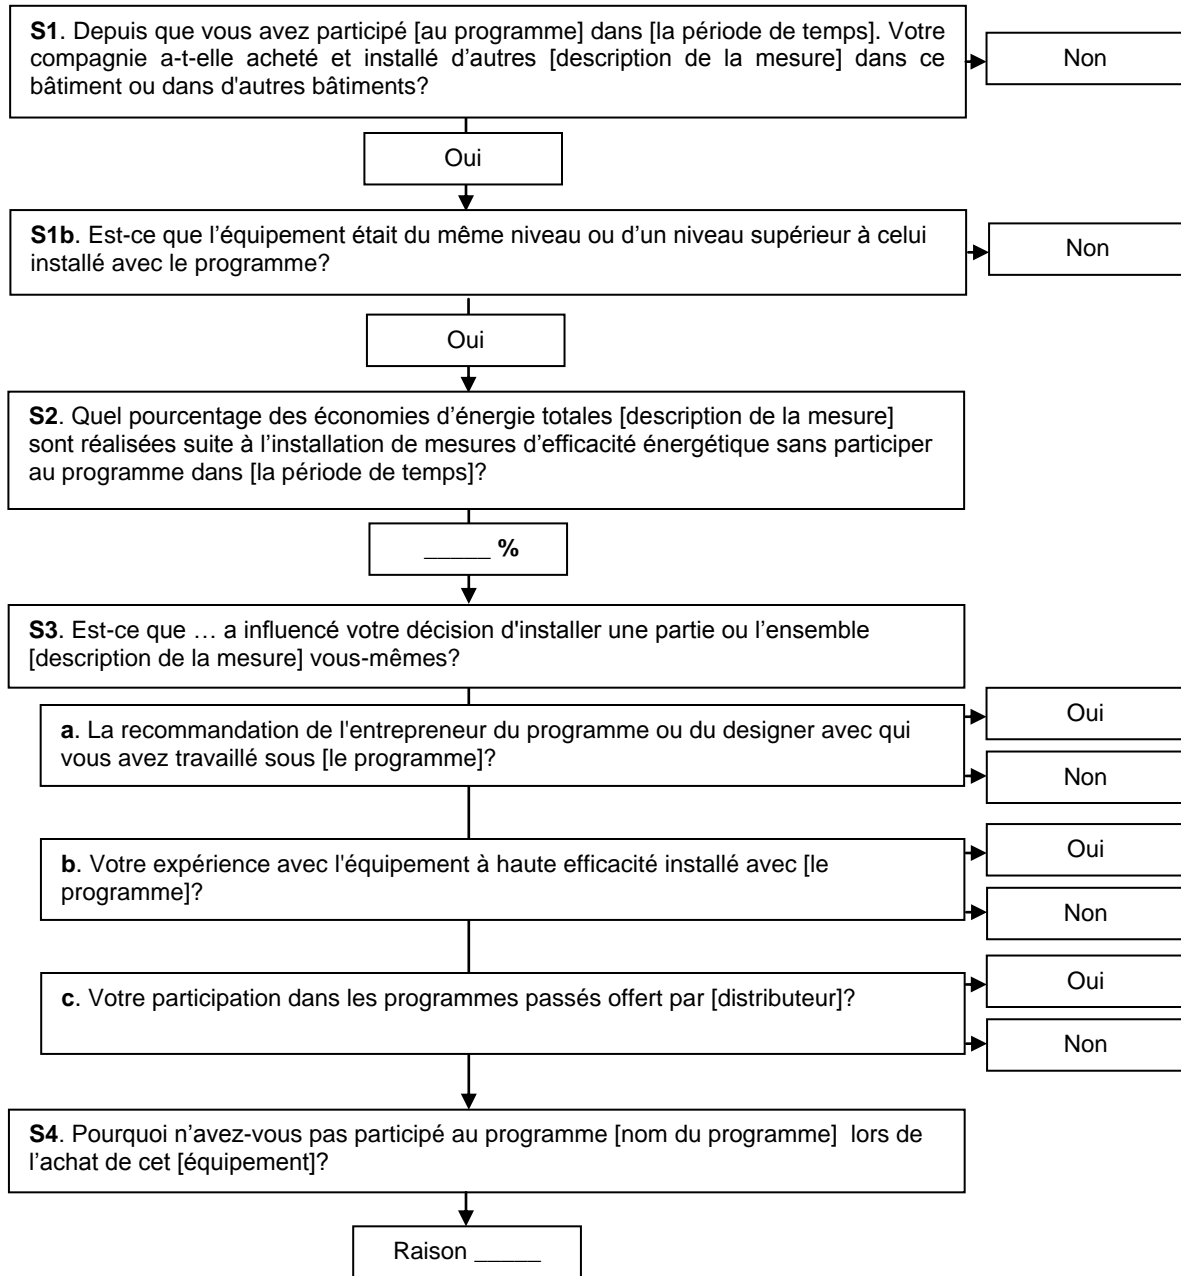 S1. Depuis que vous avez participé [au programme] dans [la période de temps]. Votre
compagnie a-t-elle acheté et installé d’autres [description de la mesure] dans ce
bâtiment ou dans d'autres bâtiments?
Non
Oui
S1b. Est-ce que l’équipement était du même niveau ou d’un niveau supérieur à celui
installé avec le programme?
Non
Oui
S2. Quel pourcentage des économies d’énergie totales [description de la mesure]
sont réalisées suite à l’installation de mesures d’efficacité énergétique sans participer
au programme dans [la période de temps]?
_____ %
S3. Est-ce que … a influencé votre décision d'installer une partie ou l’ensemble
[description de la mesure] vous-mêmes?
a. La recommandation de l'entrepreneur du programme ou du designer avec qui
vous avez travaillé sous [le programme]?
Oui
Non
b. Votre expérience avec l'équipement à haute efficacité installé avec [le
programme]?
Oui
Non
c. Votre participation dans les programmes passés offert par [distributeur]?
Oui
Non
S4. Pourquoi n’avez-vous pas participé au programme [nom du programme] lors de
l’achat de cet [équipement]?
Raison _____